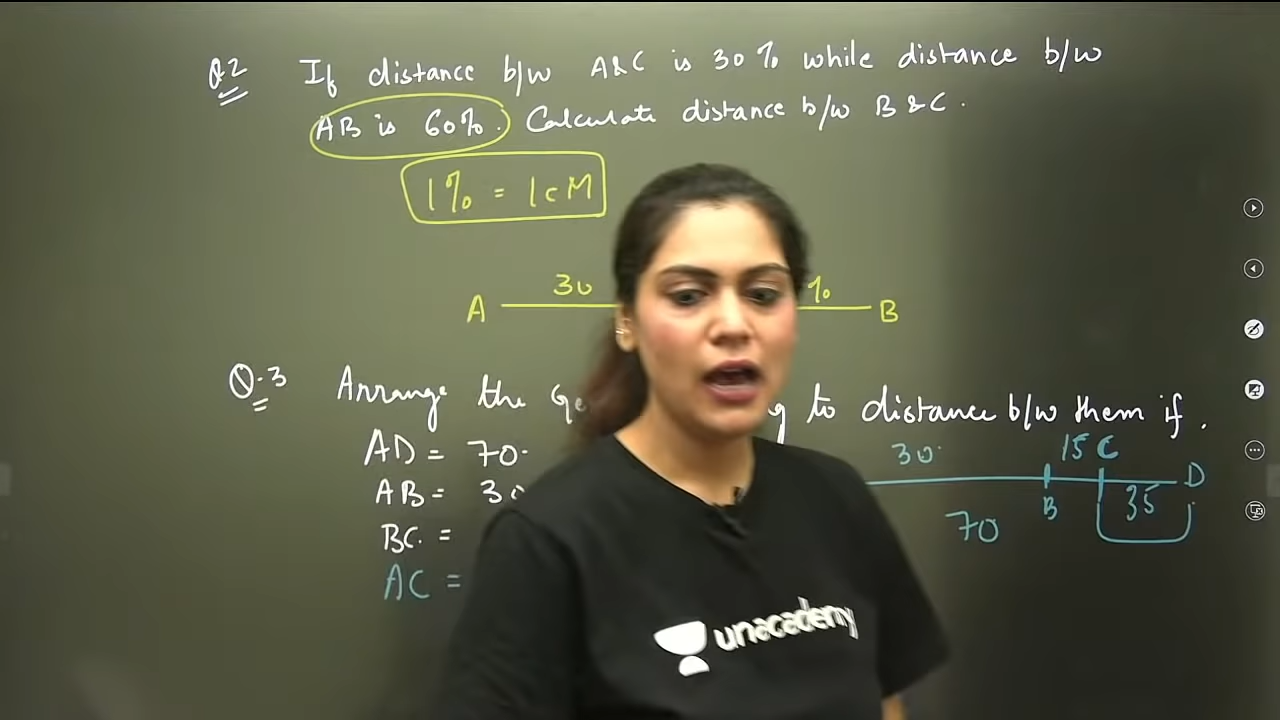 Q2 If distance b/w A&C is 30% while distance b/w
AB is 60%. Calculate distance b/w B & C.
1% = 1cM
A 30 % B
Q.3 Arrange the to distance b/w them if.
AD = 70.
30. 15 C
AB = 30
B 35 D
BC. =
70
AC =
unacademy